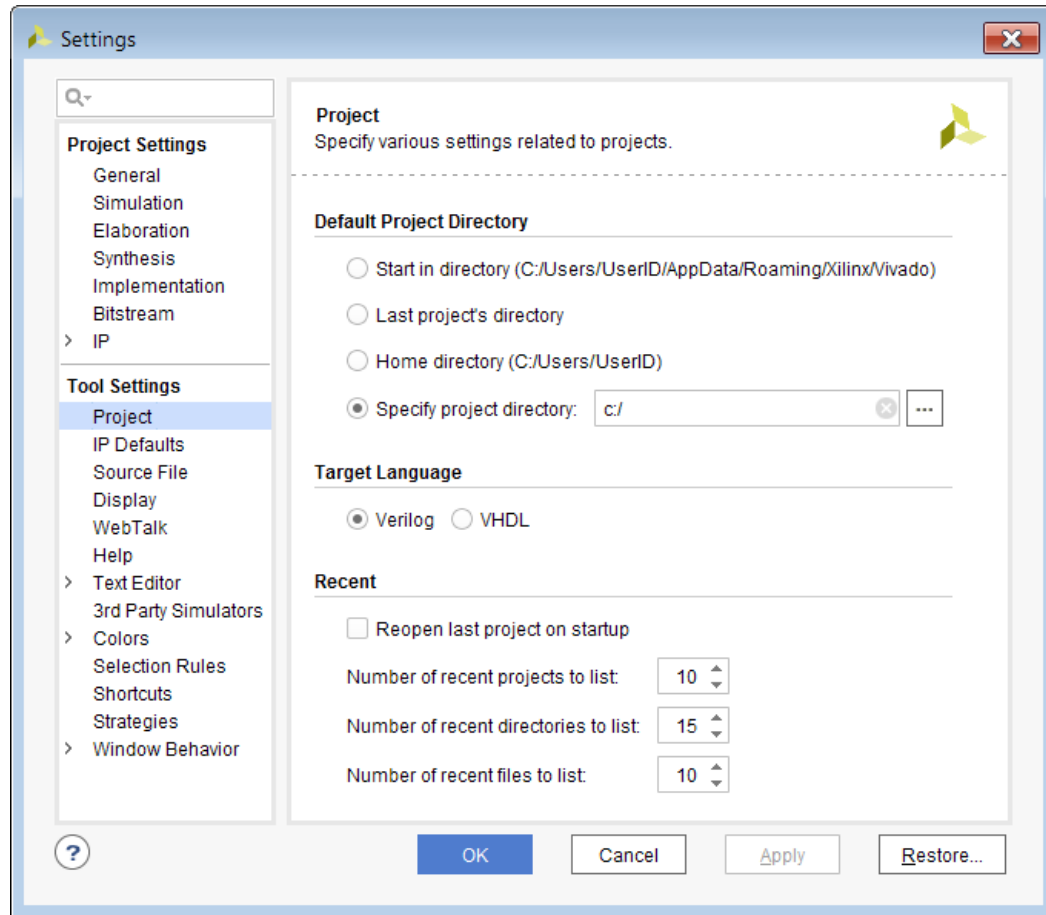 Settings
Project Settings
General
Simulation
Elaboration
Synthesis
Implementation
Bitstream
IP
Tool Settings
Project
IP Defaults
Source File
Display
WebTalk
Help
Text Editor
3rd Party Simulators
Colors
Selection Rules
Shortcuts
Strategies
Window Behavior
Project
Specify various settings related to projects.
Default Project Directory
Start in directory (C:/Users/UserID/AppData/Roaming/Xilinx/Vivado)
Last project's directory
Home directory (C:/Users/UserID)
Specify project directory: c:/ ...
Target Language
Verilog VHDL
Recent
Reopen last project on startup
Number of recent projects to list: 10
Number of recent directories to list: 15
Number of recent files to list: 10
? OK Cancel Apply Restore...